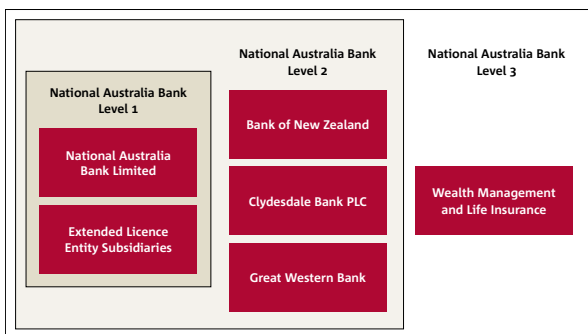 National Australia Bank
Level 1
National Australia
Bank Limited
Extended Licence
Entity Subsidiaries
National Australia Bank
Level 2
Bank of New Zealand
Clydesdale Bank PLC
Great Western Bank
National Australia Bank
Level 3
Wealth Management
and Life Insurance